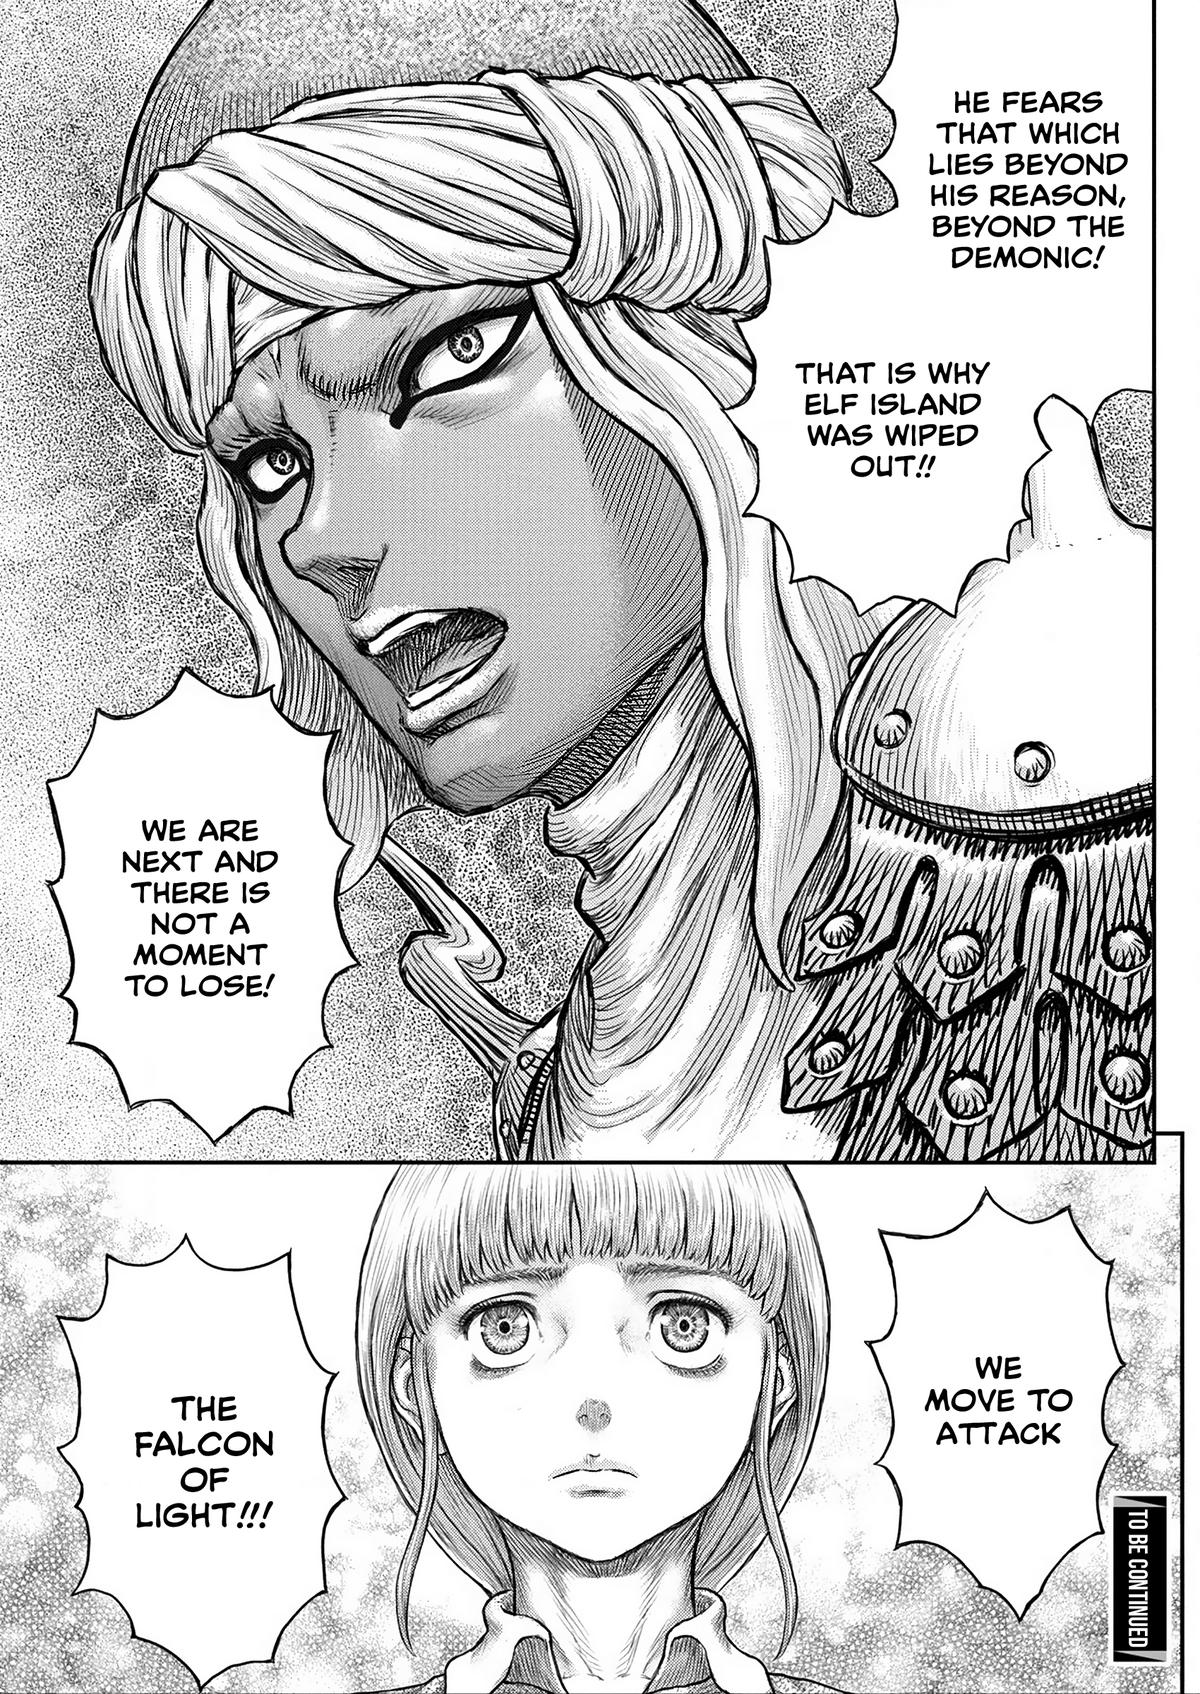 HE FEARS
THAT WHICH
LIES BEYOND
HIS REASON,
BEYOND THE
DEMONIC!
THAT IS WHY
ELF ISLAND
WAS WIPED
OUT!!
WE ARE
NEXT AND
THERE IS
NOT A
MOMENT
TO LOSE!
WE
MOVE TO
ATTACK
THE
FALCON
OF
LIGHT!!!
TO BE CONTINUED